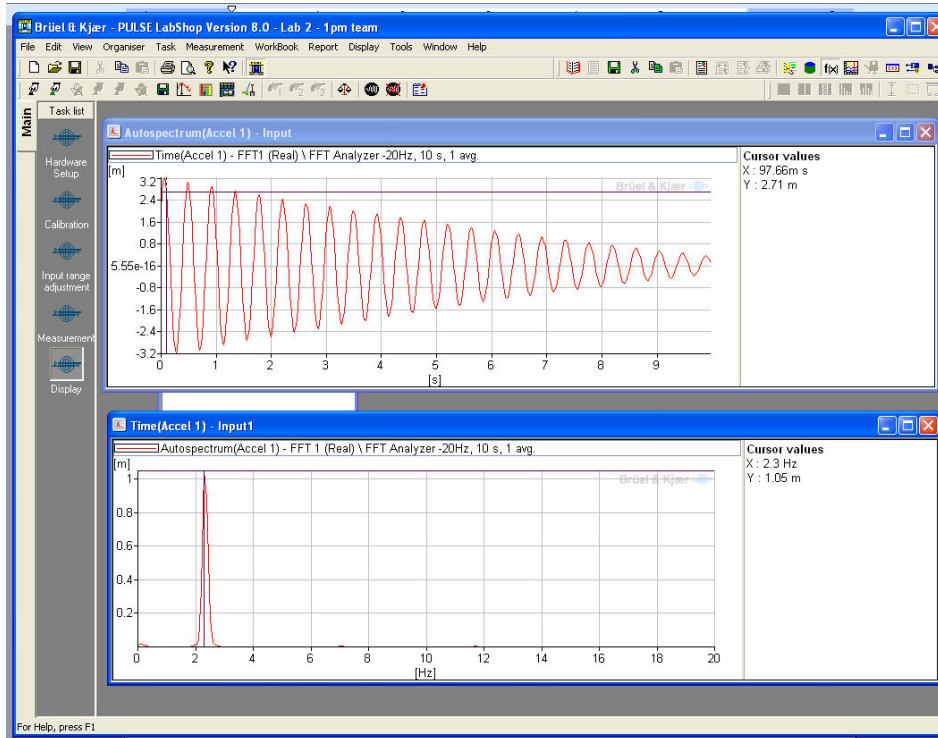 Brüel & Kjær - PULSE LabShop Version 8.0 - Lab 2 - 1pm team
File Edit View Organiser Task Measurement WorkBook Report Display Tools Window Help
Main
Task list
Hardware
Setup
Calibration
Input range
adjustment
Measurement
Display
Autospectrum(Accel 1) - Input
Time(Accel 1) - FFT1 (Real) \ FFT Analyzer -20Hz, 10 s, 1 avg.
[m]
Brüel & Kjær
3.2
2.4
1.6
0.8
5.55e-16
-0.8
-1.6
-2.4
-3.2
0 1 2 3 4 5 6 7 8 9
[s]
Cursor values
X : 97.66m s
Y : 2.71 m
Time(Accel 1) - Input1
Autospectrum(Accel 1) - FFT 1 (Real) \ FFT Analyzer -20Hz, 10 s, 1 avg.
[m]
Brüel & Kjær
1
0.8
0.6
0.4
0.2
0 2 4 6 8 10 12 14 16 18 20
[Hz]
Cursor values
X : 2.3 Hz
Y : 1.05 m
For Help, press F1